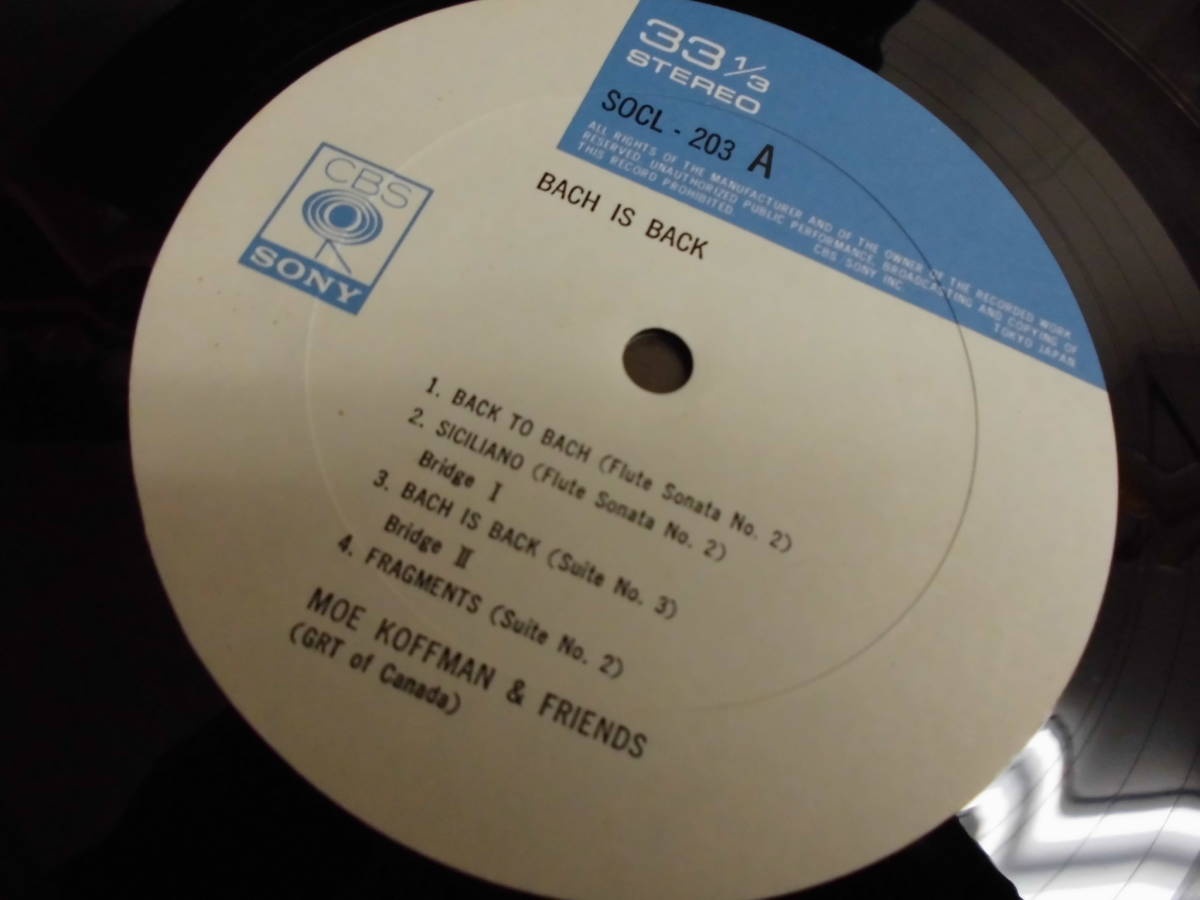 33 1/3
STEREO
SOCL - 203 A
ALL RIGHTS OF THE MANUFACTURER AND OF THE OWNER OF THE RECORDED WORK
RESERVED. UNAUTHORIZED PUBLIC PERFORMANCE, BROADCASTING AND COPYING OF
THIS RECORD PROHIBITED. CBS/SONY INC. TOKYO JAPAN
CBS
SONY
BACH IS BACK
1. BACK TO BACH (Flute Sonata No. 2)
2. SICILIANO (Flute Sonata No. 2)
Bridge I
3. BACH IS BACK (Suite No. 3)
Bridge II
4. FRAGMENTS (Suite No. 2)
MOE KOFFMAN & FRIENDS
(GRT of Canada)